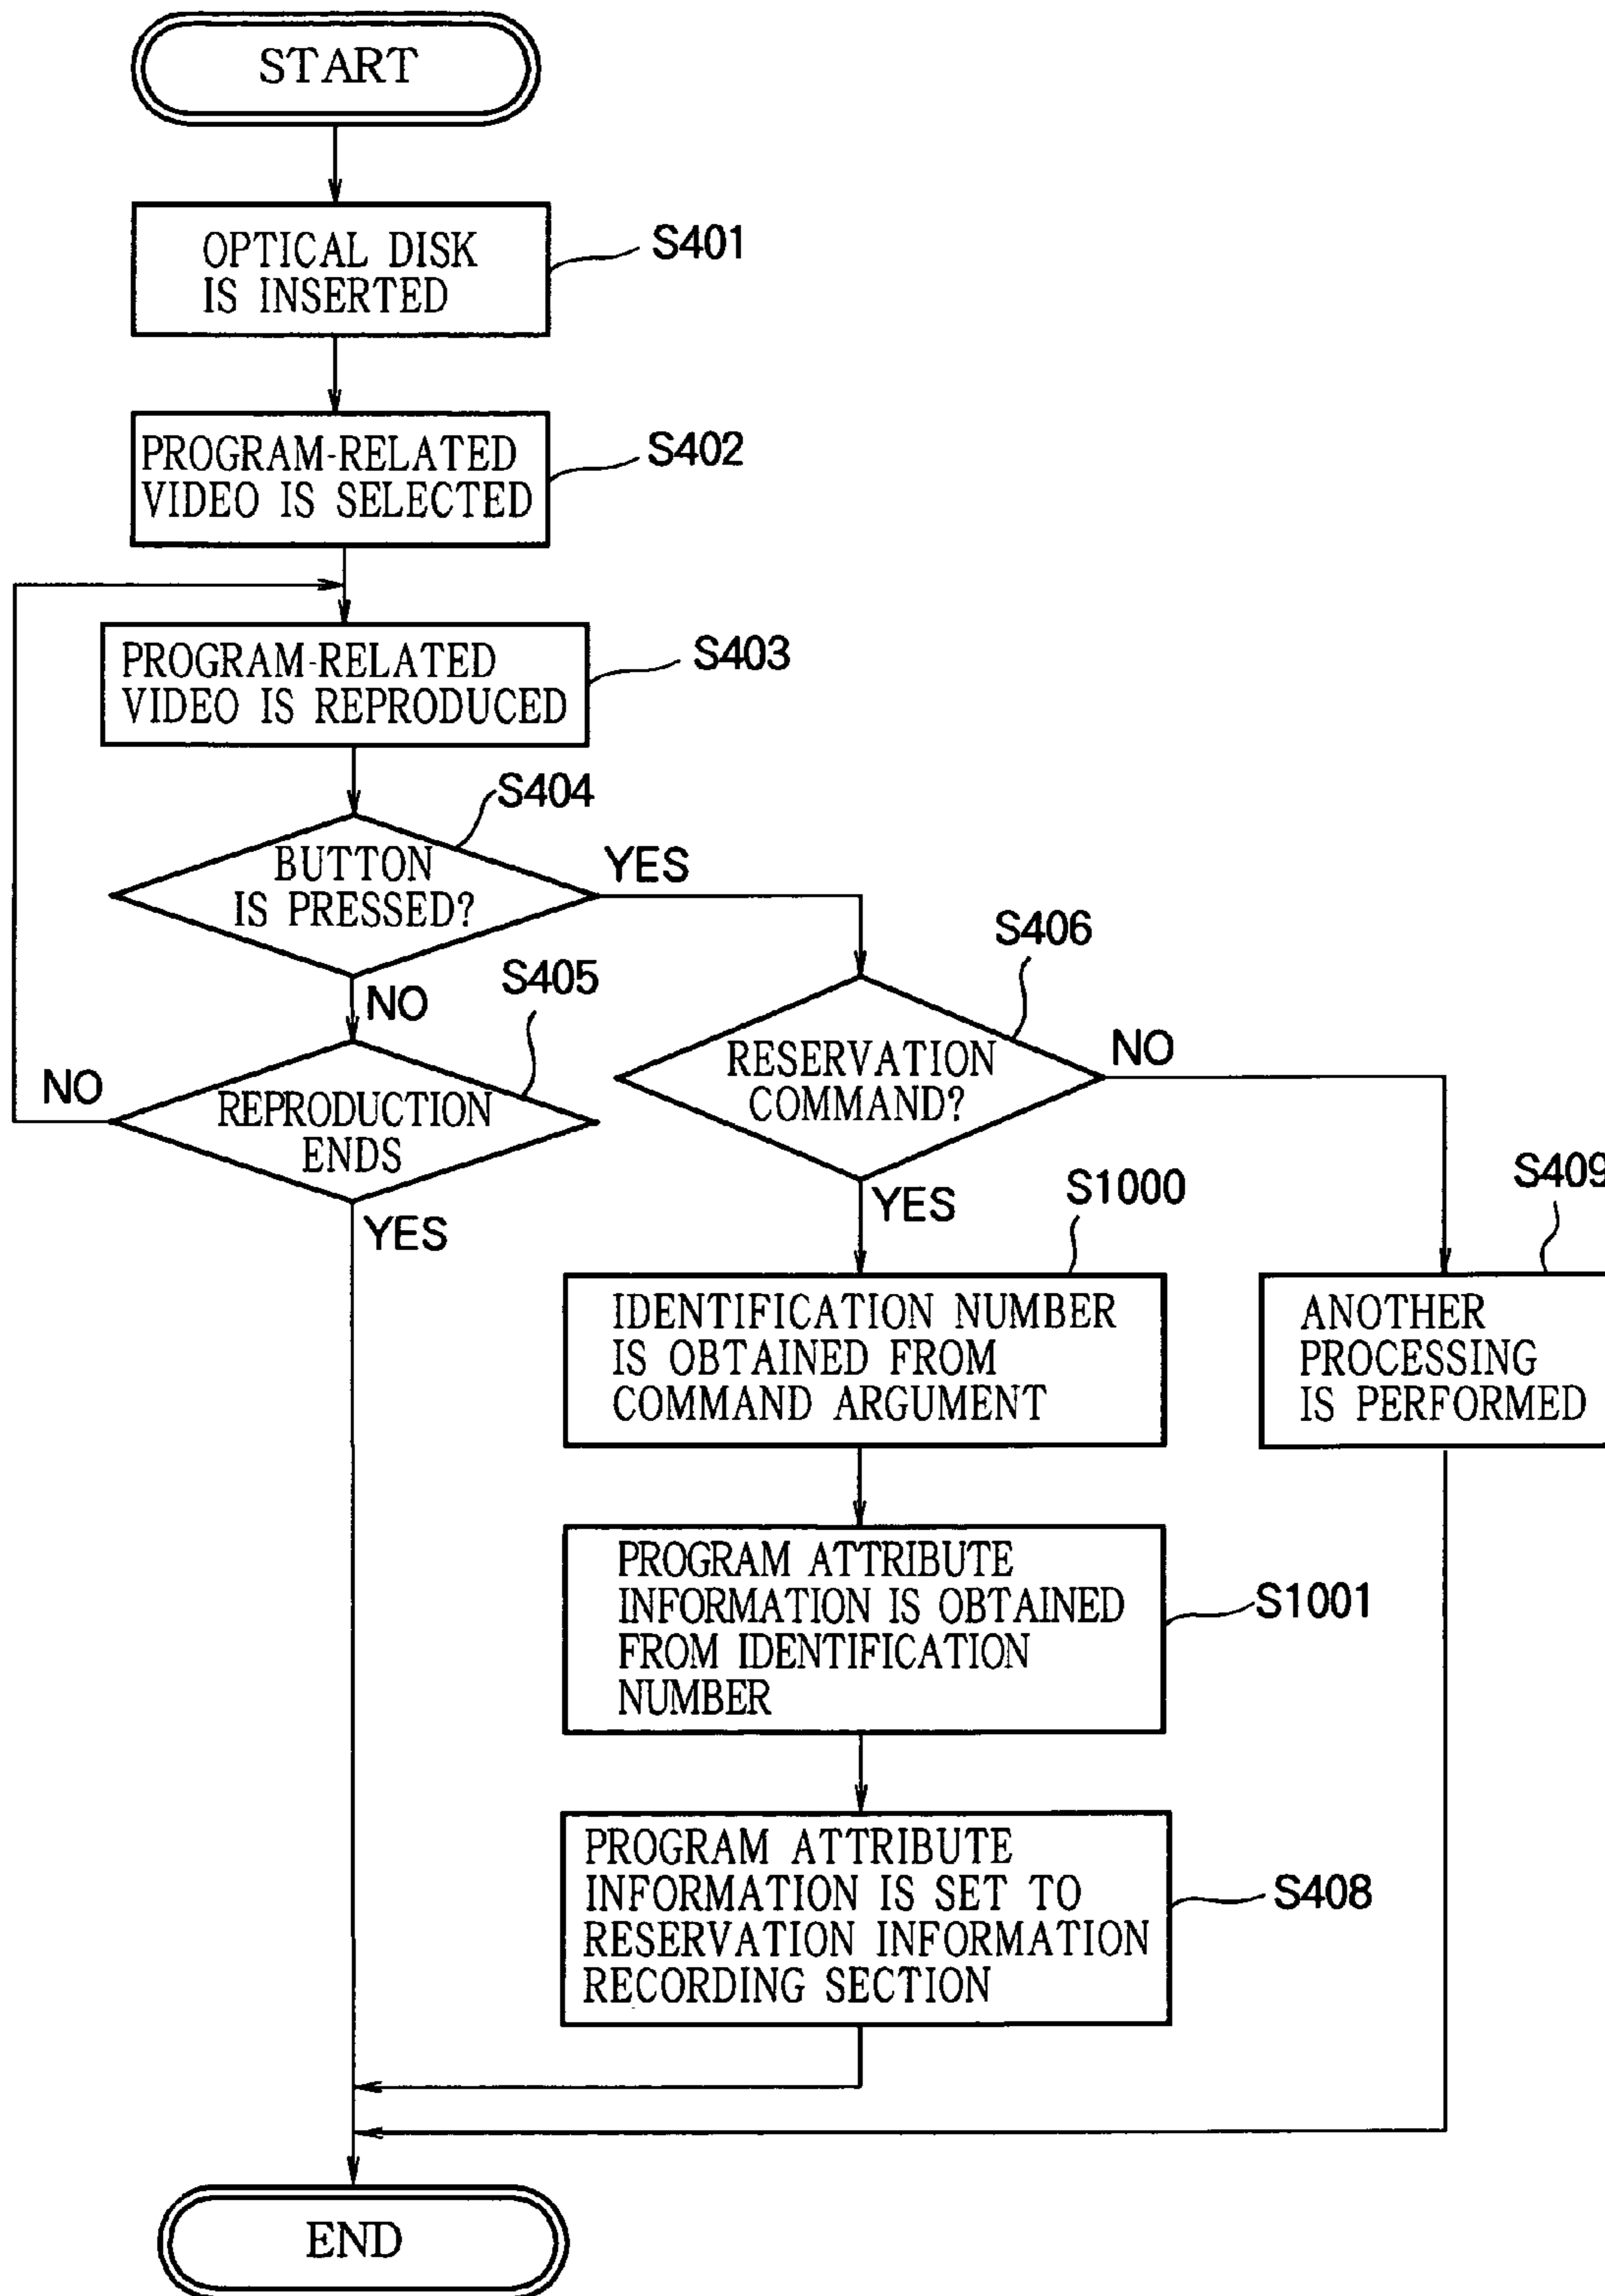 START
OPTICAL DISK
IS INSERTED
S401
PROGRAM-RELATED
VIDEO IS SELECTED
S402
PROGRAM-RELATED
VIDEO IS REPRODUCED
S403
S404
BUTTON
IS PRESSED?
YES
NO
S405
REPRODUCTION
ENDS
NO
YES
S406
RESERVATION
COMMAND?
NO
YES
S1000
IDENTIFICATION NUMBER
IS OBTAINED FROM
COMMAND ARGUMENT
S409
ANOTHER
PROCESSING
IS PERFORMED
PROGRAM ATTRIBUTE
INFORMATION IS OBTAINED
FROM IDENTIFICATION
NUMBER
S1001
PROGRAM ATTRIBUTE
INFORMATION IS SET TO
RESERVATION INFORMATION
RECORDING SECTION
S408
END